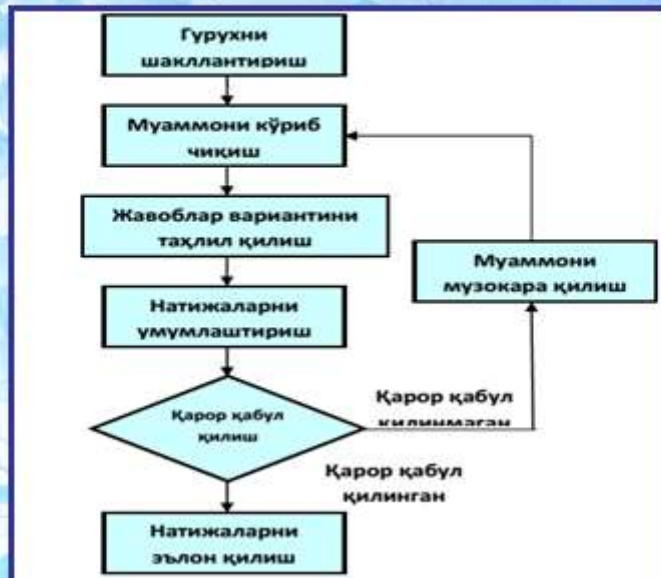 Гурухни
шакллантириш
Муаммони кўриб
чиқиш
Жавоблар вариантини
таҳлил қилиш
Муаммони
музокара қилиш
Натижаларни
умумлаштириш
Қарор қабул
қилиш
Қарор қабул
қилинмаган
Қарор қабул
қилинган
Натижаларни
эълон қилиш